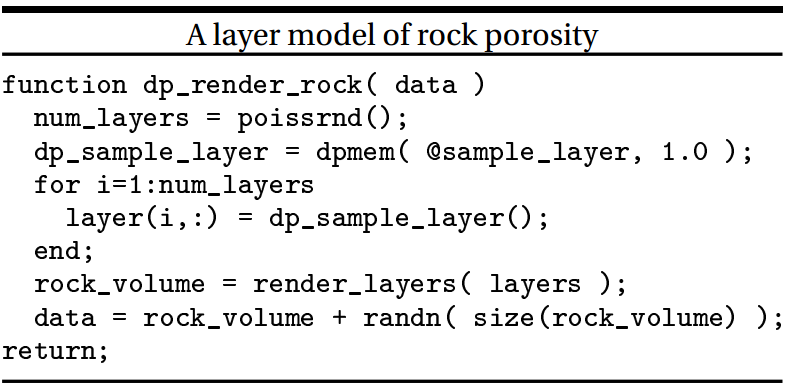 A layer model of rock porosity
function dp_render_rock( data )
  num_layers = poissrnd();
  dp_sample_layer = dpmem( @sample_layer, 1.0 );
  for i=1:num_layers
    layer(i,:) = dp_sample_layer();
  end;
  rock_volume = render_layers( layers );
  data = rock_volume + randn( size(rock_volume) );
return;